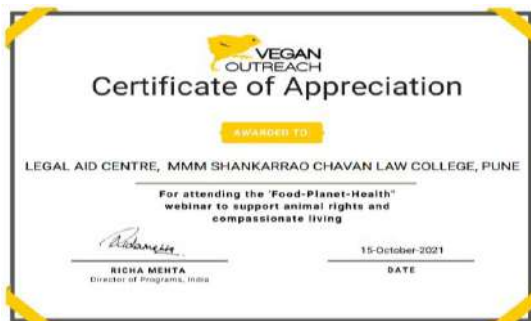 VEGAN
OUTREACH
Certificate of Appreciation
AWARDED TO
LEGAL AID CENTRE, MMM SHANKARRAO CHAVAN LAW COLLEGE, PUNE
For attending the 'Food-Planet-Health"
webinar to support animal rights and
compassionate living
15-October-2021
RICHA MEHTA
DATE
Director of Programs, India